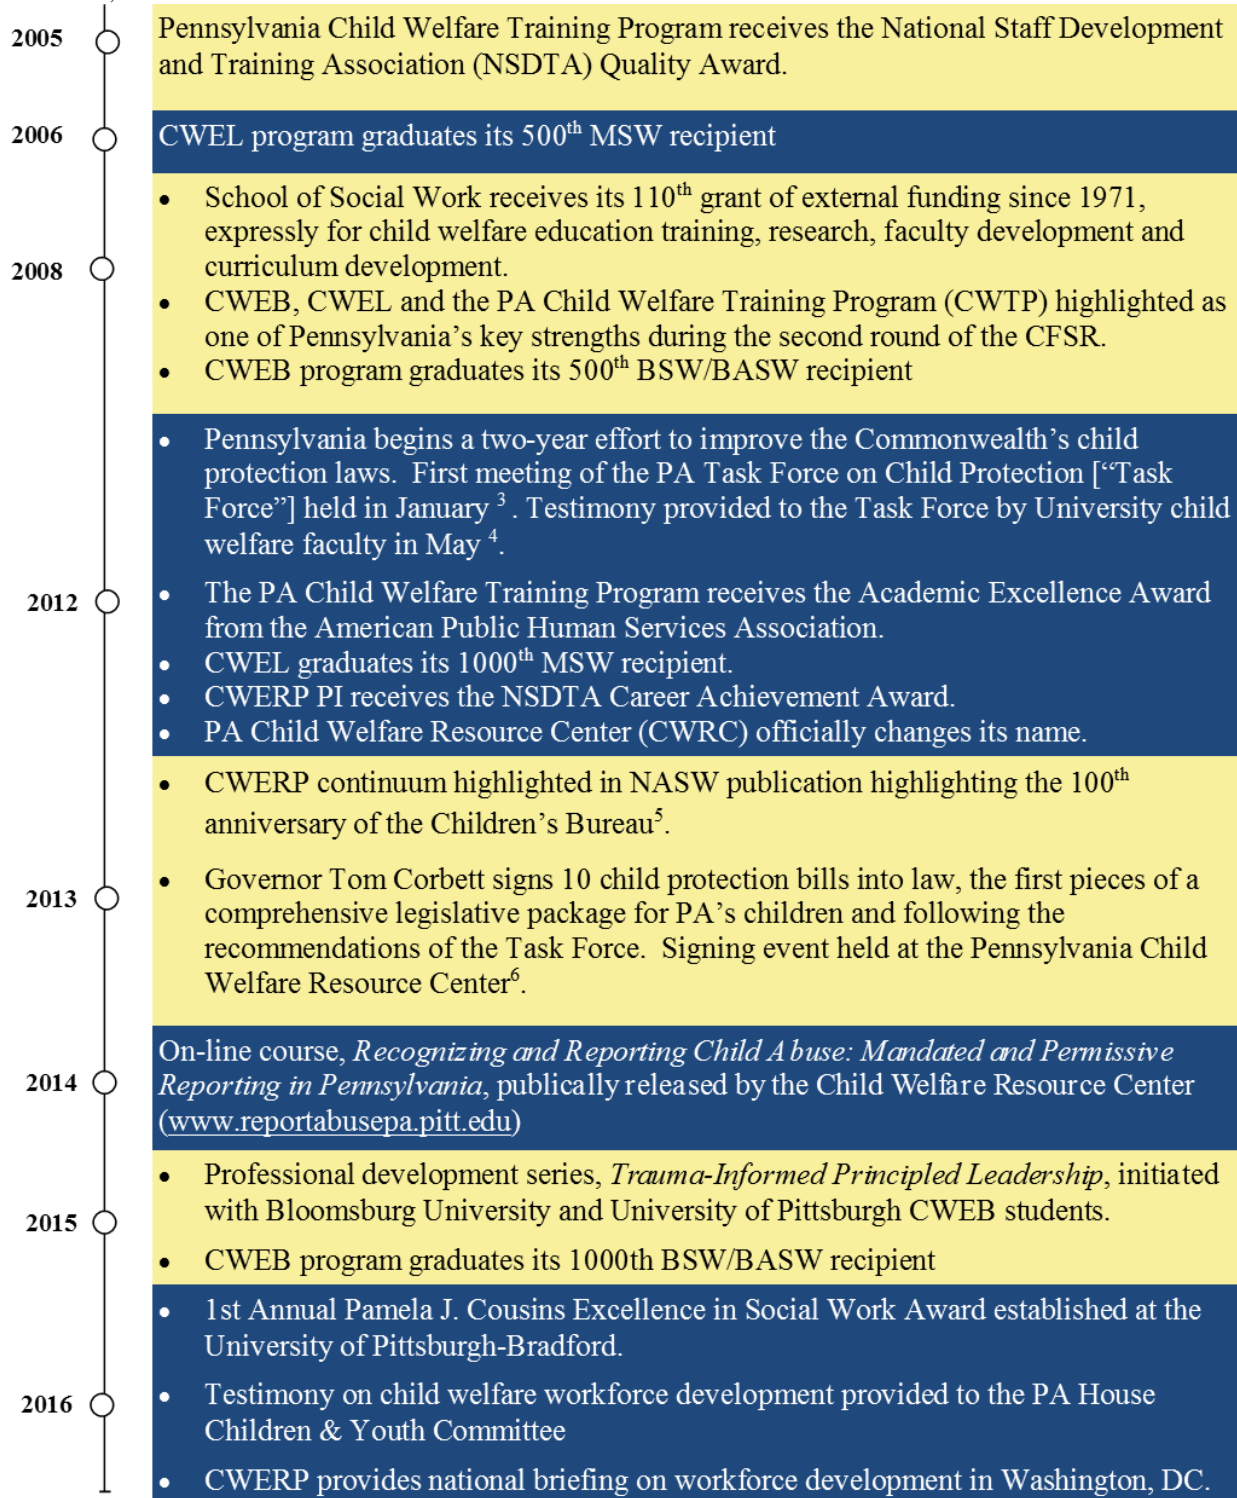 2005
Pennsylvania Child Welfare Training Program receives the National Staff Development
and Training Association (NSDTA) Quality Award.
2006
CWEL program graduates its 500th MSW recipient
2008
• School of Social Work receives its 110th grant of external funding since 1971,
expressly for child welfare education training, research, faculty development and
curriculum development.
• CWEB, CWEL and the PA Child Welfare Training Program (CWTP) highlighted as
one of Pennsylvania’s key strengths during the second round of the CFSR.
• CWEB program graduates its 500th BSW/BASW recipient
2012
• Pennsylvania begins a two-year effort to improve the Commonwealth’s child
protection laws.  First meeting of the PA Task Force on Child Protection [“Task
Force”] held in January 3 . Testimony provided to the Task Force by University child
welfare faculty in May 4.
• The PA Child Welfare Training Program receives the Academic Excellence Award
from the American Public Human Services Association.
• CWEL graduates its 1000th MSW recipient.
• CWERP PI receives the NSDTA Career Achievement Award.
• PA Child Welfare Resource Center (CWRC) officially changes its name.
2013
• CWERP continuum highlighted in NASW publication highlighting the 100th
anniversary of the Children’s Bureau5.
• Governor Tom Corbett signs 10 child protection bills into law, the first pieces of a
comprehensive legislative package for PA’s children and following the
recommendations of the Task Force.  Signing event held at the Pennsylvania Child
Welfare Resource Center6.
2014
On-line course, Recognizing and Reporting Child Abuse: Mandated and Permissive
Reporting in Pennsylvania, publically released by the Child Welfare Resource Center
(www.reportabusepa.pitt.edu)
2015
• Professional development series, Trauma-Informed Principled Leadership, initiated
with Bloomsburg University and University of Pittsburgh CWEB students.
• CWEB program graduates its 1000th BSW/BASW recipient
2016
• 1st Annual Pamela J. Cousins Excellence in Social Work Award established at the
University of Pittsburgh-Bradford.
• Testimony on child welfare workforce development provided to the PA House
Children & Youth Committee
• CWERP provides national briefing on workforce development in Washington, DC.